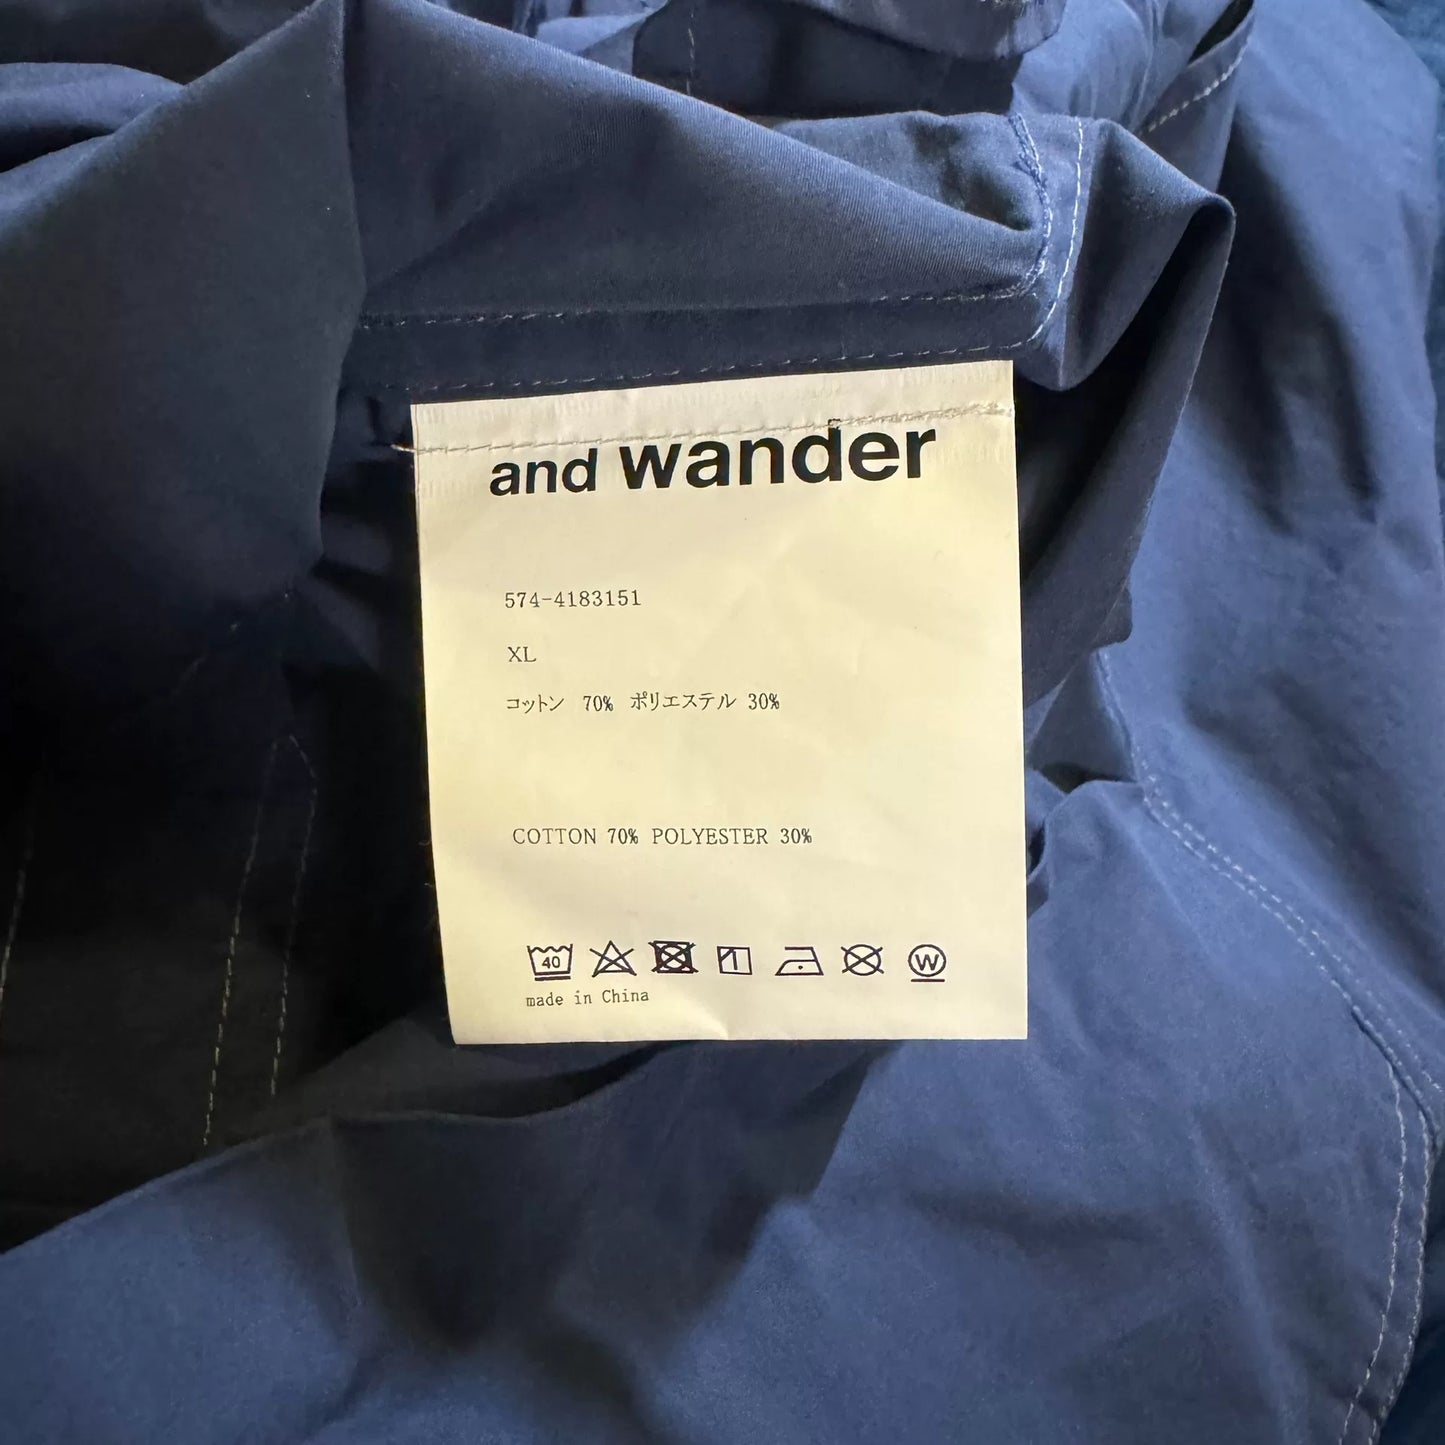 and wander
574-4183151
XL
コットン 70% ポリエステル 30%
COTTON 70% POLYESTER 30%
40 W
made in China